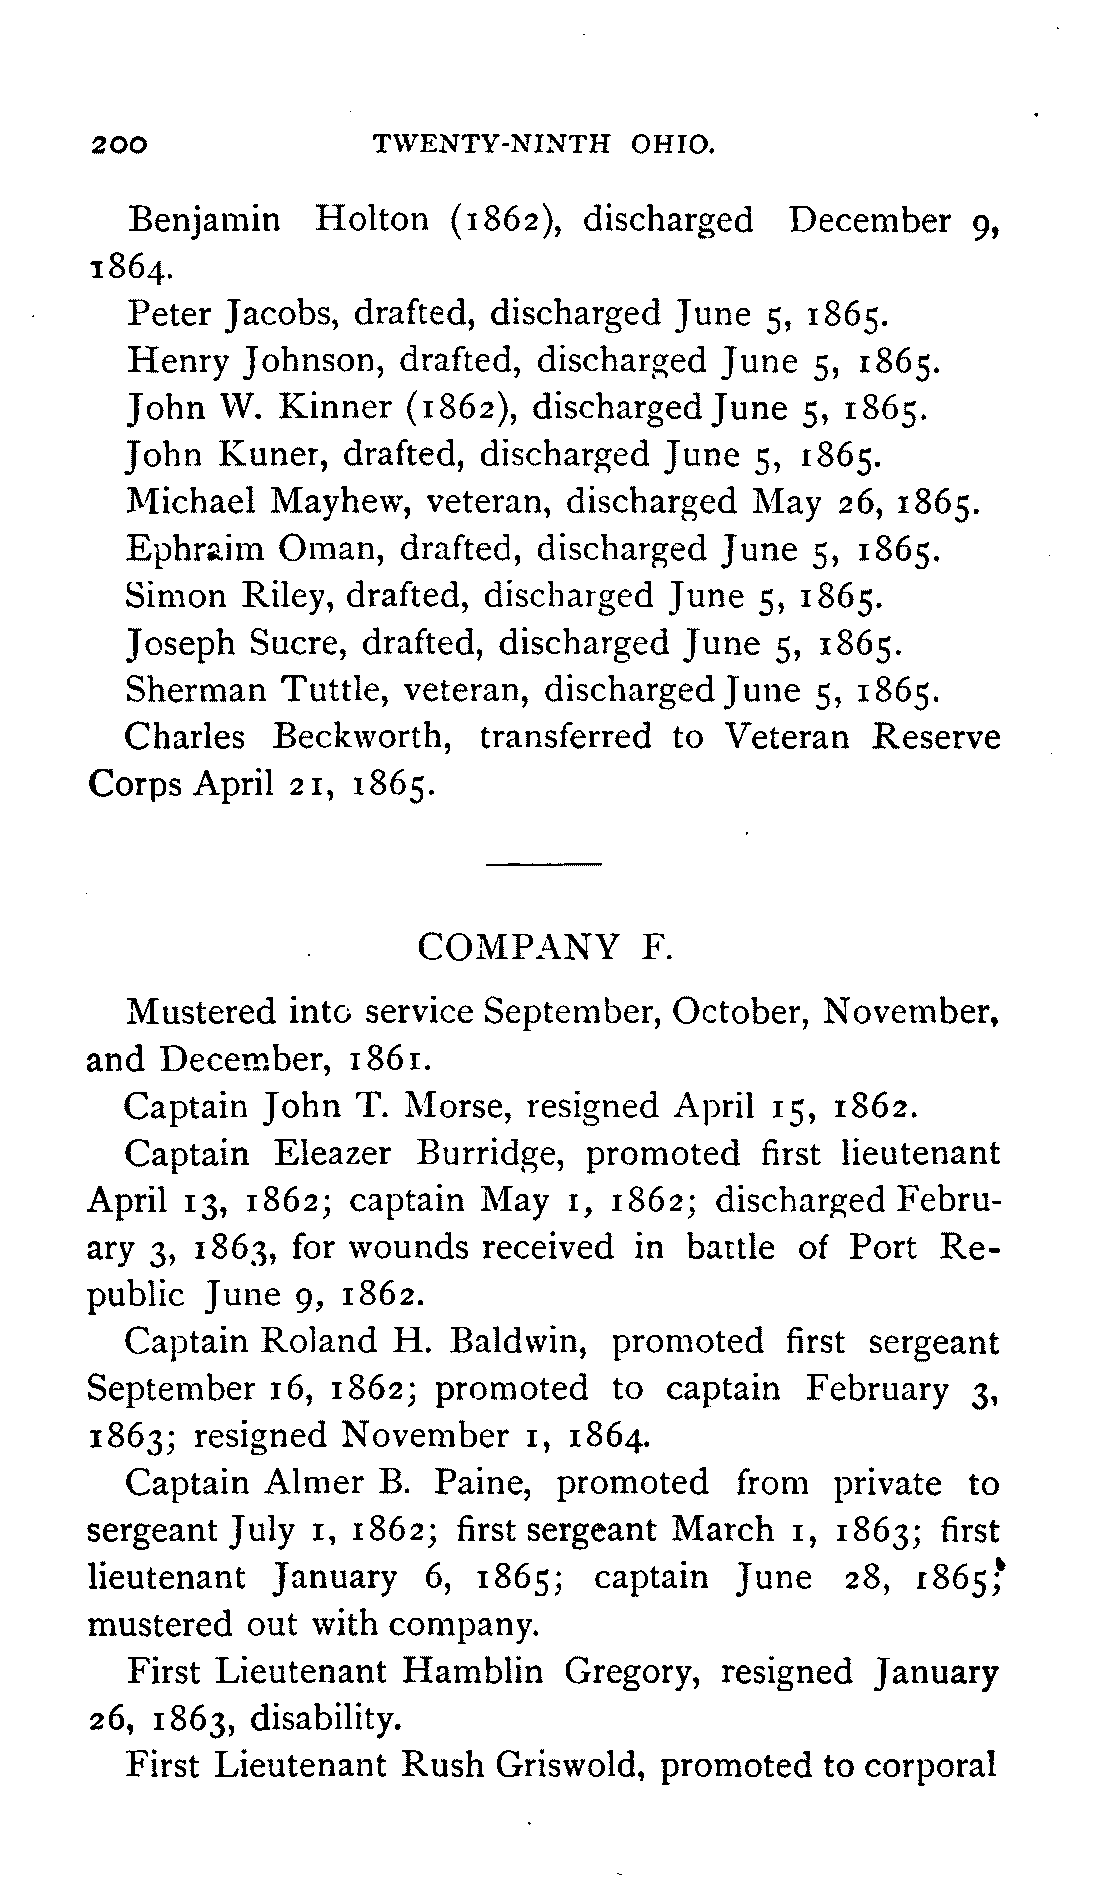 200 TWENTY-NINTH OHIO.
Benjamin Holton (1862), discharged December 9,
1864.
Peter Jacobs, drafted, discharged June 5, 1865.
Henry Johnson, drafted, discharged June 5, 1865.
John W. Kinner (1862), discharged June 5, 1865.
John Kuner, drafted, discharged June 5, 1865.
Michael Mayhew, veteran, discharged May 26, 1865.
Ephraim Oman, drafted, discharged June 5, 1865.
Simon Riley, drafted, discharged June 5, 1865.
Joseph Sucre, drafted, discharged June 5, 1865.
Sherman Tuttle, veteran, discharged June 5, 1865.
Charles Beckworth, transferred to Veteran Reserve
Corps April 21, 1865.
COMPANY F.
Mustered into service September, October, November,
and December, 1861.
Captain John T. Morse, resigned April 15, 1862.
Captain Eleazer Burridge, promoted first lieutenant
April 13, 1862; captain May 1, 1862; discharged Febru-
ary 3, 1863, for wounds received in battle of Port Re-
public June 9, 1862.
Captain Roland H. Baldwin, promoted first sergeant
September 16, 1862; promoted to captain February 3,
1863; resigned November 1, 1864.
Captain Almer B. Paine, promoted from private to
sergeant July 1, 1862; first sergeant March 1, 1863; first
lieutenant January 6, 1865; captain June 28, 1865;
mustered out with company.
First Lieutenant Hamblin Gregory, resigned January
26, 1863, disability.
First Lieutenant Rush Griswold, promoted to corporal